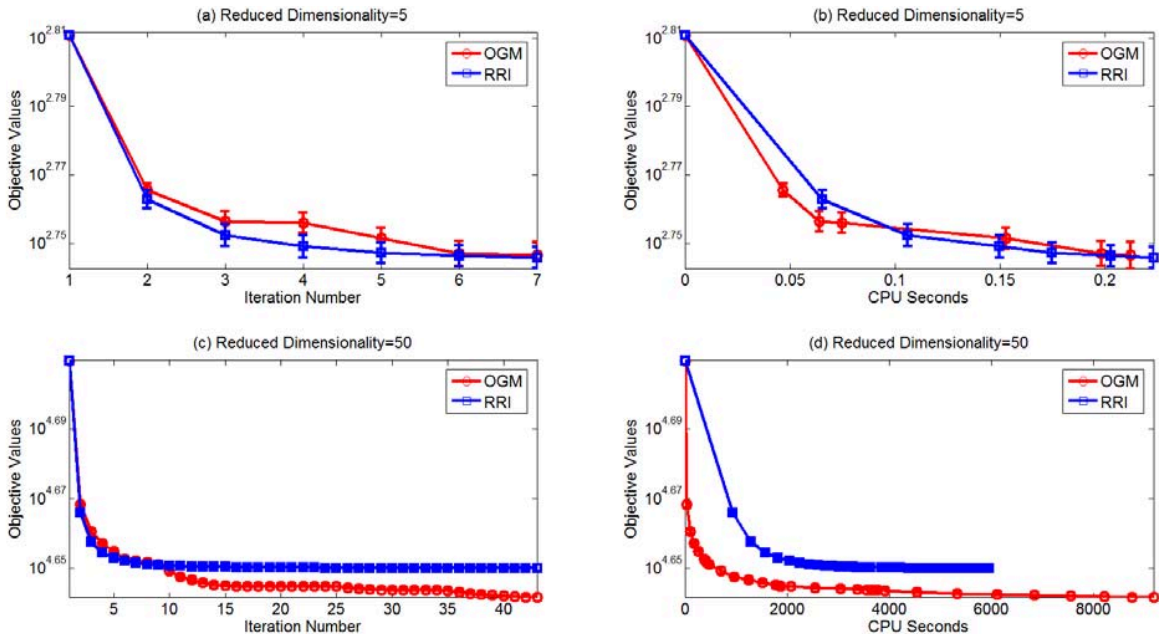 (a) Reduced Dimensionality=5
10^2.81
10^2.79
10^2.77
10^2.75
Objective Values
OGM
RRI
1 2 3 4 5 6 7
Iteration Number
(b) Reduced Dimensionality=5
10^2.81
10^2.79
10^2.77
10^2.75
Objective Values
OGM
RRI
0 0.05 0.1 0.15 0.2
CPU Seconds
(c) Reduced Dimensionality=50
10^4.69
10^4.67
10^4.65
Objective Values
OGM
RRI
5 10 15 20 25 30 35 40
Iteration Number
(d) Reduced Dimensionality=50
10^4.69
10^4.67
10^4.65
Objective Values
OGM
RRI
0 2000 4000 6000 8000
CPU Seconds